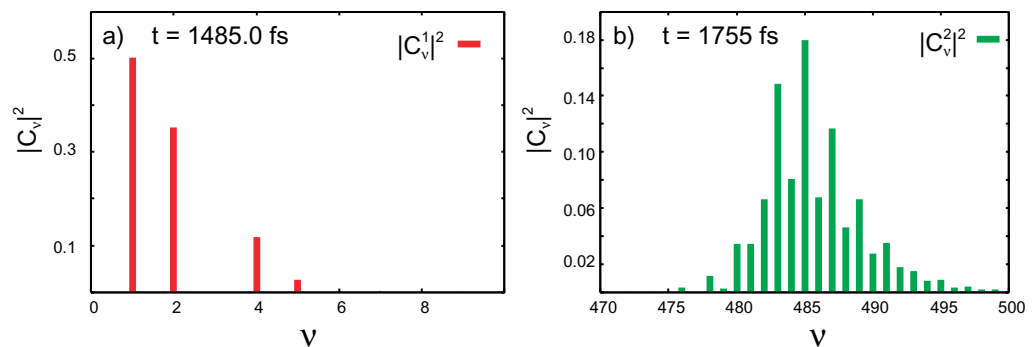 a) t = 1485.0 fs
|C¹ᵥ|²
0.5
0.3
0.1
|Cᵥ|²
0 2 4 6 8
ν
b) t = 1755 fs
|C²ᵥ|²
0.18
0.14
0.10
0.06
0.02
|Cᵥ|²
470 475 480 485 490 495 500
ν